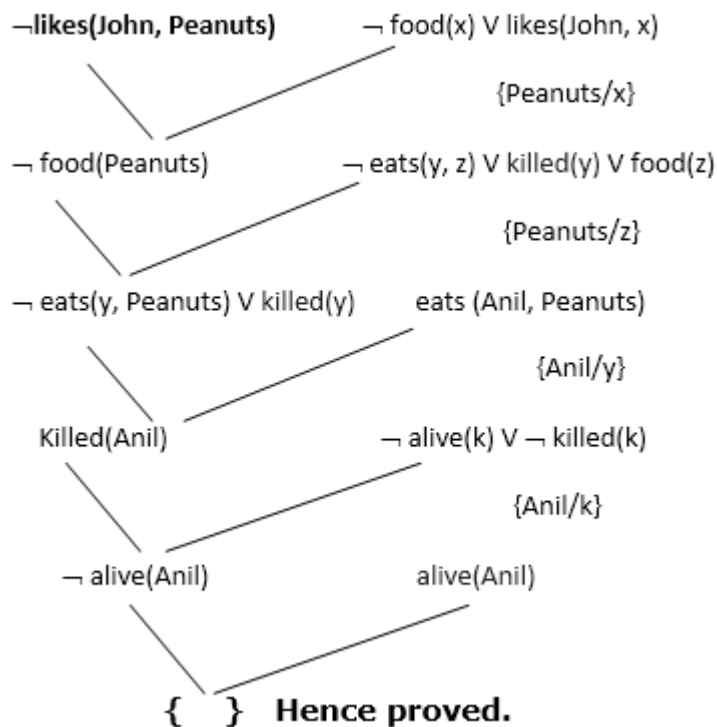 ¬likes(John, Peanuts) ¬ food(x) V likes(John, x)
{Peanuts/x}
¬ food(Peanuts) ¬ eats(y, z) V killed(y) V food(z)
{Peanuts/z}
¬ eats(y, Peanuts) V killed(y) eats (Anil, Peanuts)
{Anil/y}
Killed(Anil) ¬ alive(k) V ¬ killed(k)
{Anil/k}
¬ alive(Anil) alive(Anil)
{ } Hence proved.